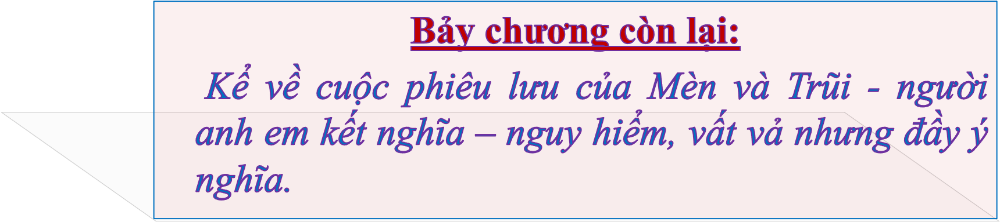 Bảy chương còn lại:
Kể về cuộc phiêu lưu của Mèn và Trũi - người
anh em kết nghĩa – nguy hiểm, vất vả nhưng đầy ý
nghĩa.